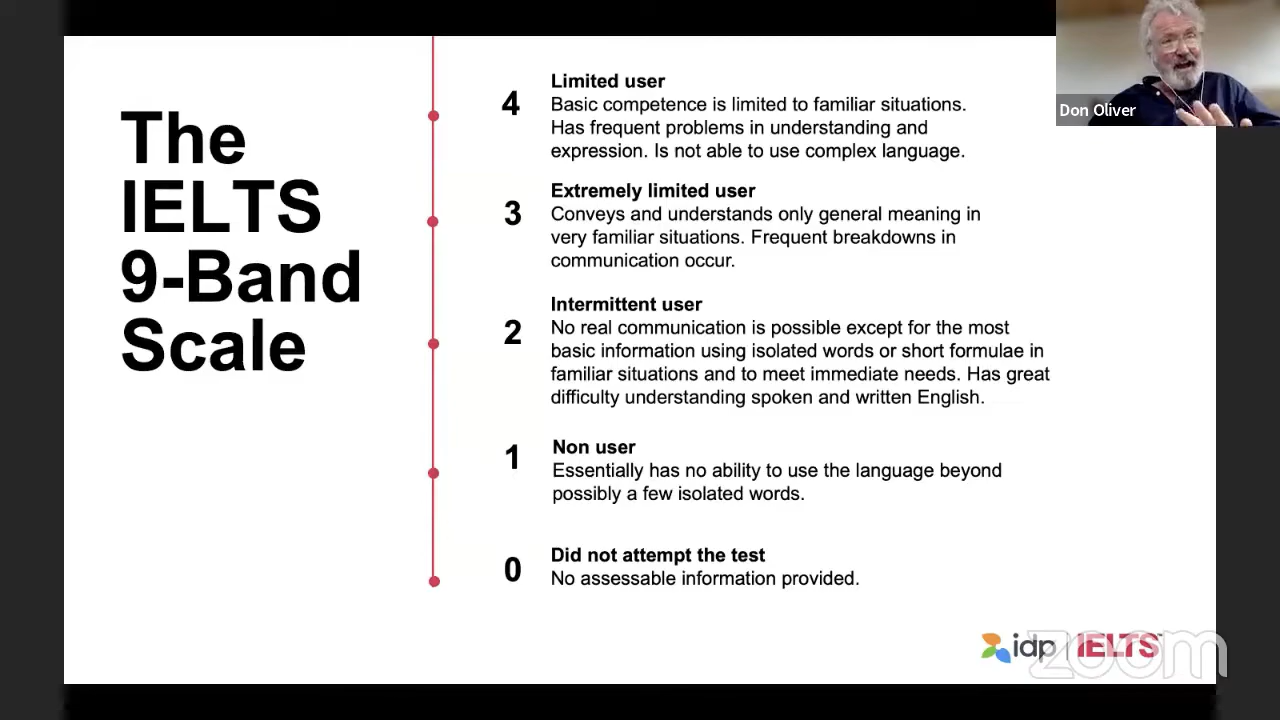 The
IELTS
9-Band
Scale
4
Limited user
Basic competence is limited to familiar situations.
Has frequent problems in understanding and
expression. Is not able to use complex language.
3
Extremely limited user
Conveys and understands only general meaning in
very familiar situations. Frequent breakdowns in
communication occur.
2
Intermittent user
No real communication is possible except for the most
basic information using isolated words or short formulae in
familiar situations and to meet immediate needs. Has great
difficulty understanding spoken and written English.
1
Non user
Essentially has no ability to use the language beyond
possibly a few isolated words.
0
Did not attempt the test
No assessable information provided.
Don Oliver
idp | IELTS™
zoom